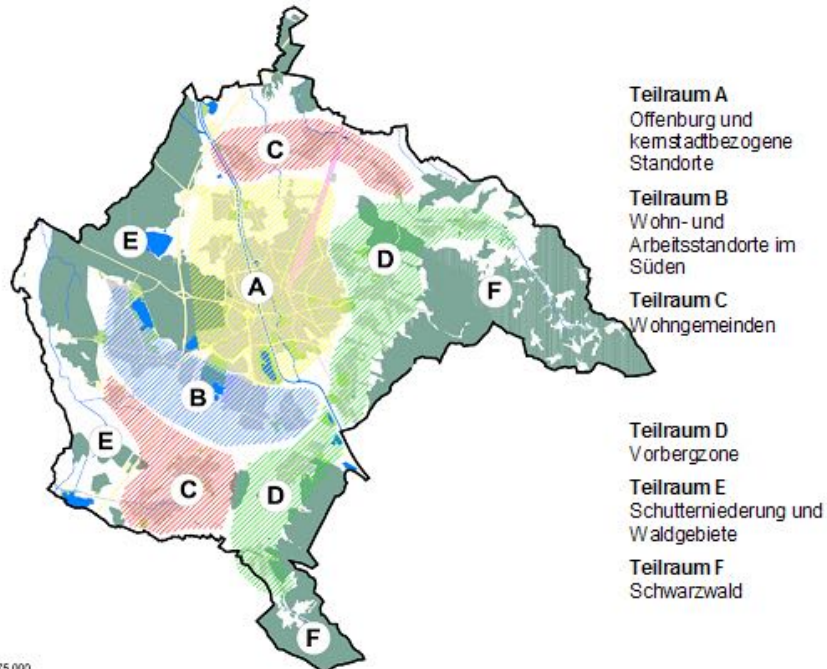 C
E
A
D
F
B
E
C
D
F
Teilraum A
Offenburg und
kernstadtbezogene
Standorte
Teilraum B
Wohn- und
Arbeitsstandorte im
Süden
Teilraum C
Wohngemeinden
Teilraum D
Vorbergzone
Teilraum E
Schutterniederung und
Waldgebiete
Teilraum F
Schwarzwald